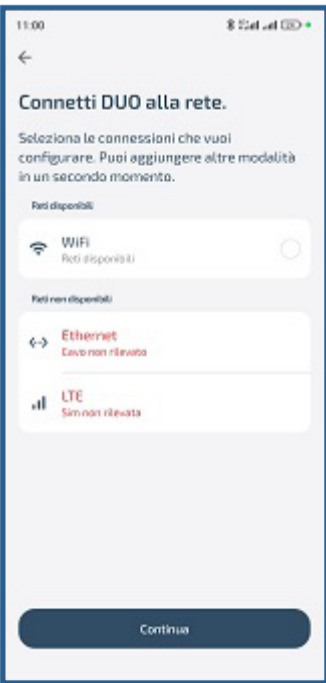 11:00
Connetti DUO alla rete.
Seleziona le connessioni che vuoi
configurare. Puoi aggiungere altre modalità
in un secondo momento.
Reti disponibili
WiFi
Reti disponibili
Reti non disponibili
Ethernet
Cavo non rilevato
LTE
Sim non rilevata
Continua